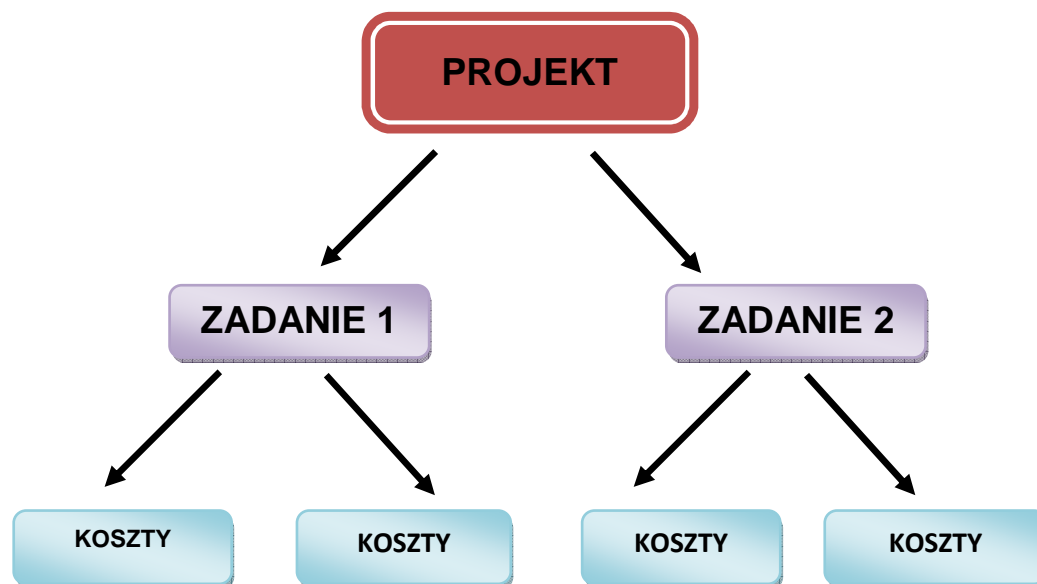 PROJEKT
ZADANIE 1
ZADANIE 2
KOSZTY
KOSZTY
KOSZTY
KOSZTY